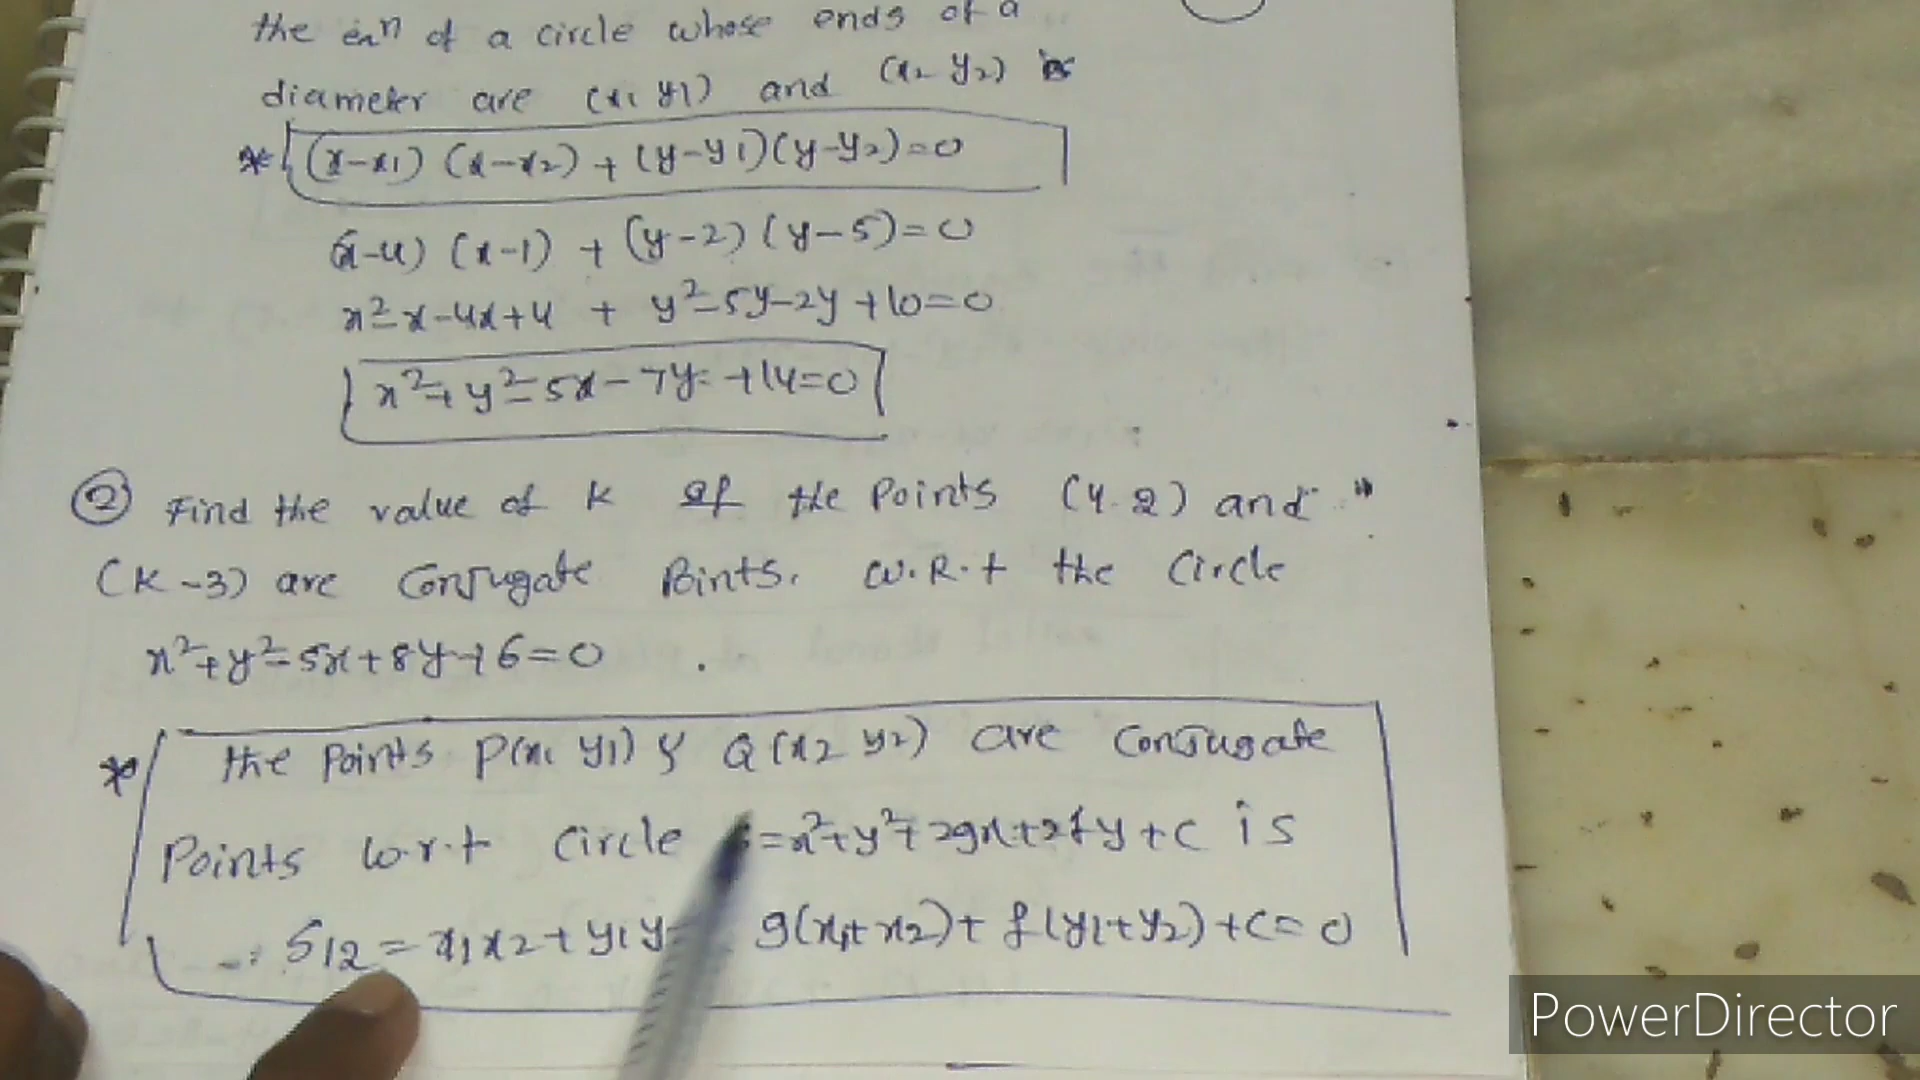 the eqn of a circle whose ends of a
diameter are (x1 y1) and (x2 y2) is
* (x-x1) (x-x2) + (y-y1)(y-y2)=0
(x-4) (x-1) + (y-2) (y-5)=0
x²-x-4x+4 + y²-5y-2y+10=0
x²+y²-5x-7y+14=0
② Find the value of K If the Points (4.2) and
(K -3) are Conjugate Points. W.R.t the Circle
x²+y²-5x+8y+6=0 .
* the Points P(x1 y1) & Q(x2 y2) are Conjugate
Points w.r.t Circle =x²+y²+2gx+2fy+c is
∴ S12 = x1x2+y1y g(x1+x2)+f(y1+y2)+c=0
PowerDirector